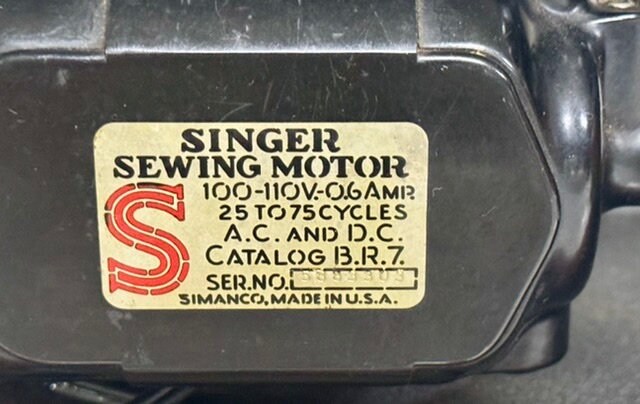 SINGER
SEWING MOTOR
S
100-110V.-0.6AMP.
25 TO 75 CYCLES
A.C. AND D.C.
CATALOG B.R.7.
SER.NO.
SIMANCO, MADE IN U.S.A.